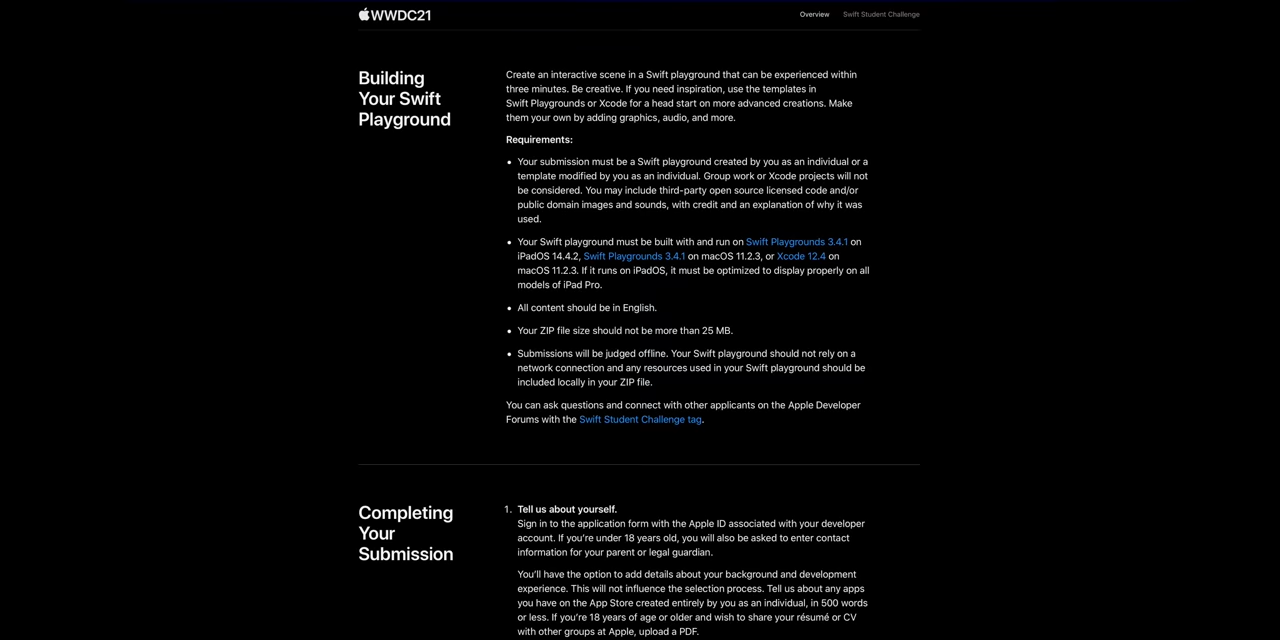 WWDC21
Overview
Swift Student Challenge
Building
Your Swift
Playground
Create an interactive scene in a Swift playground that can be experienced within
three minutes. Be creative. If you need inspiration, use the templates in
Swift Playgrounds or Xcode for a head start on more advanced creations. Make
them your own by adding graphics, audio, and more.
Requirements:
• Your submission must be a Swift playground created by you as an individual or a
template modified by you as an individual. Group work or Xcode projects will not
be considered. You may include third-party open source licensed code and/or
public domain images and sounds, with credit and an explanation of why it was
used.
• Your Swift playground must be built with and run on Swift Playgrounds 3.4.1 on
iPadOS 14.4.2, Swift Playgrounds 3.4.1 on macOS 11.2.3, or Xcode 12.4 on
macOS 11.2.3. If it runs on iPadOS, it must be optimized to display properly on all
models of iPad Pro.
• All content should be in English.
• Your ZIP file size should not be more than 25 MB.
• Submissions will be judged offline. Your Swift playground should not rely on a
network connection and any resources used in your Swift playground should be
included locally in your ZIP file.
You can ask questions and connect with other applicants on the Apple Developer
Forums with the Swift Student Challenge tag.
Completing
Your
Submission
1. Tell us about yourself.
Sign in to the application form with the Apple ID associated with your developer
account. If you're under 18 years old, you will also be asked to enter contact
information for your parent or legal guardian.
You'll have the option to add details about your background and development
experience. This will not influence the selection process. Tell us about any apps
you have on the App Store created entirely by you as an individual, in 500 words
or less. If you're 18 years of age or older and wish to share your résumé or CV
with other groups at Apple, upload a PDF.